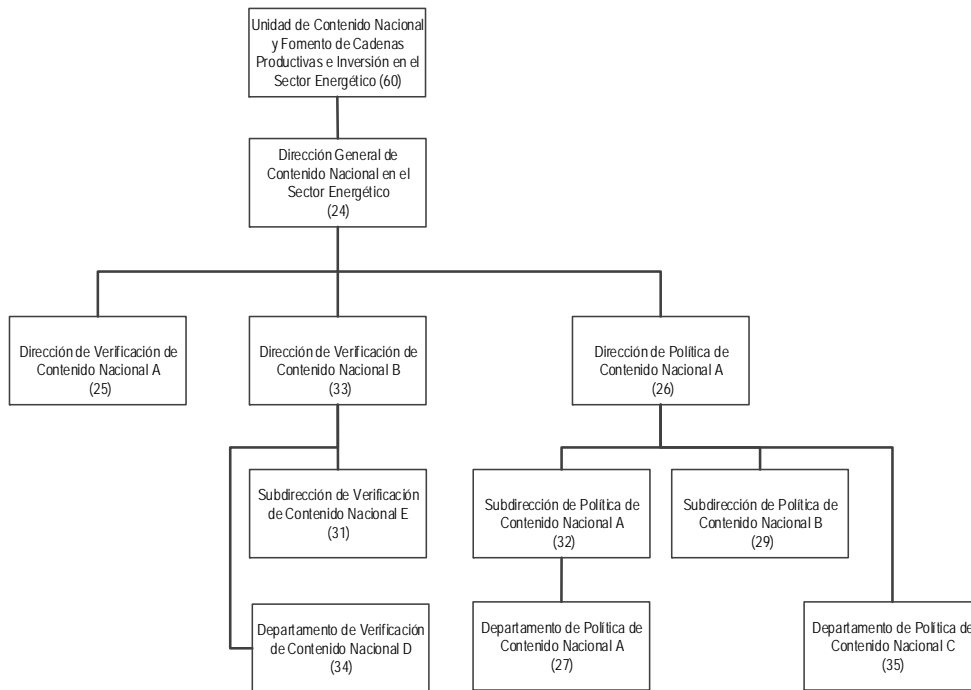 Unidad de Contenido Nacional
y Fomento de Cadenas
Productivas e Inversión en el
Sector Energético (60)
Dirección General de
Contenido Nacional en el
Sector Energético
(24)
Dirección de Verificación de
Contenido Nacional A
(25)
Dirección de Verificación de
Contenido Nacional B
(33)
Dirección de Política de
Contenido Nacional A
(26)
Subdirección de Verificación
de Contenido Nacional E
(31)
Subdirección de Política de
Contenido Nacional A
(32)
Subdirección de Política de
Contenido Nacional B
(29)
Departamento de Verificación
de Contenido Nacional D
(34)
Departamento de Política de
Contenido Nacional A
(27)
Departamento de Política de
Contenido Nacional C
(35)